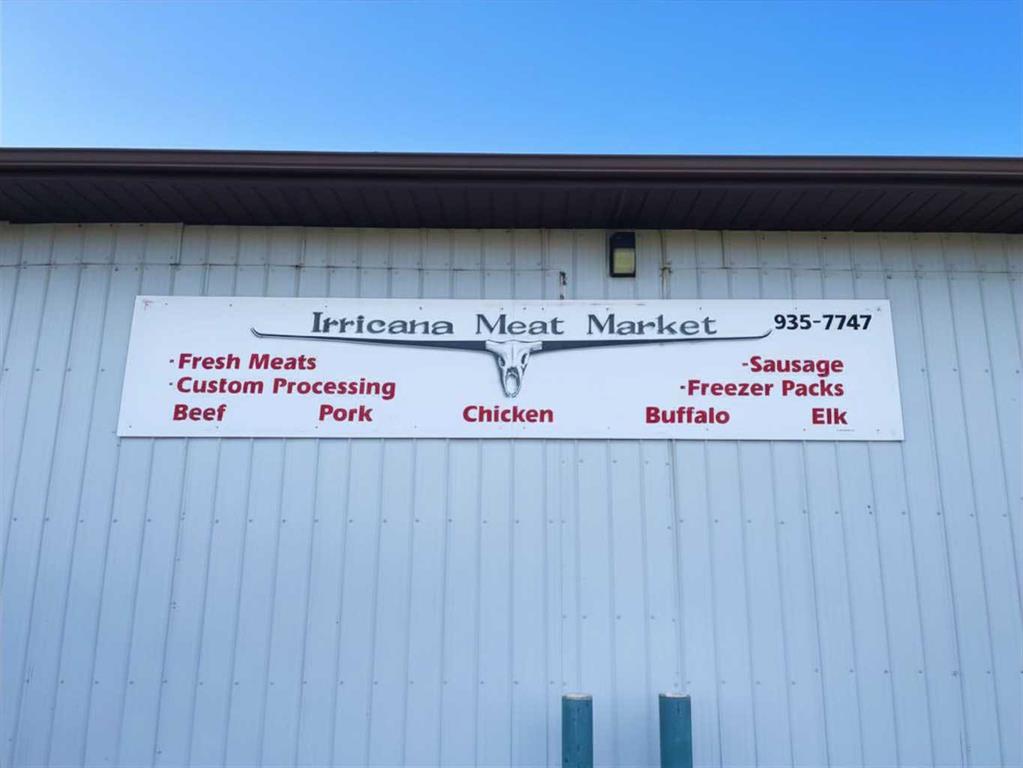 Irricana Meat Market 935-7747
·Fresh Meats -Sausage
·Custom Processing ·Freezer Packs
Beef Pork Chicken Buffalo Elk